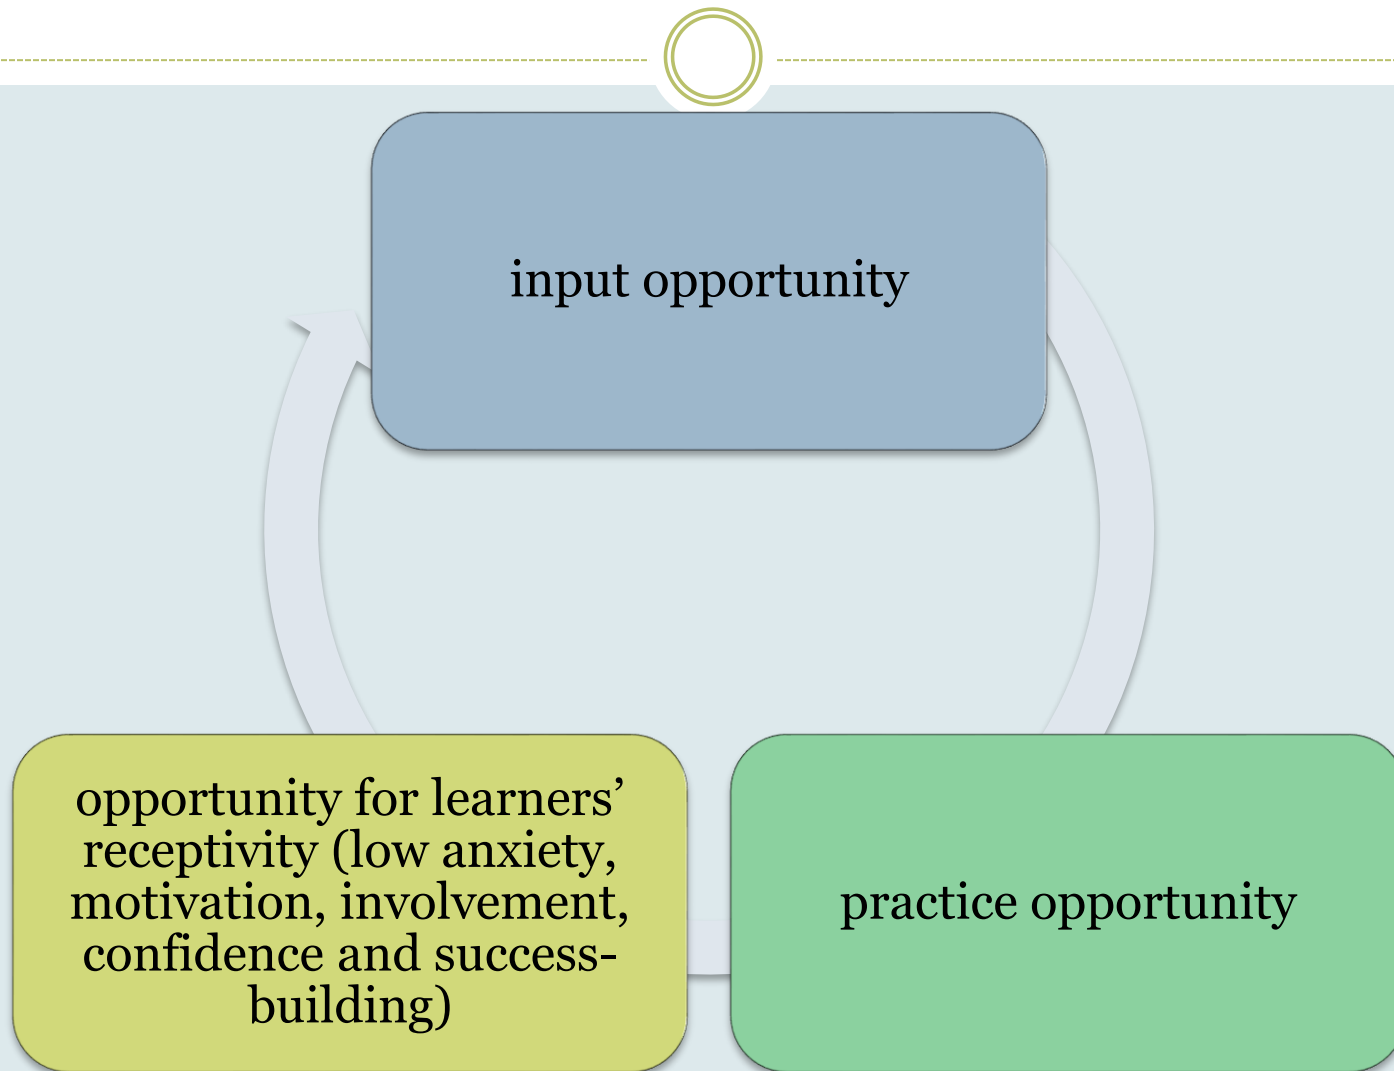 input opportunity
opportunity for learners’
receptivity (low anxiety,
motivation, involvement,
confidence and success-
building)
practice opportunity